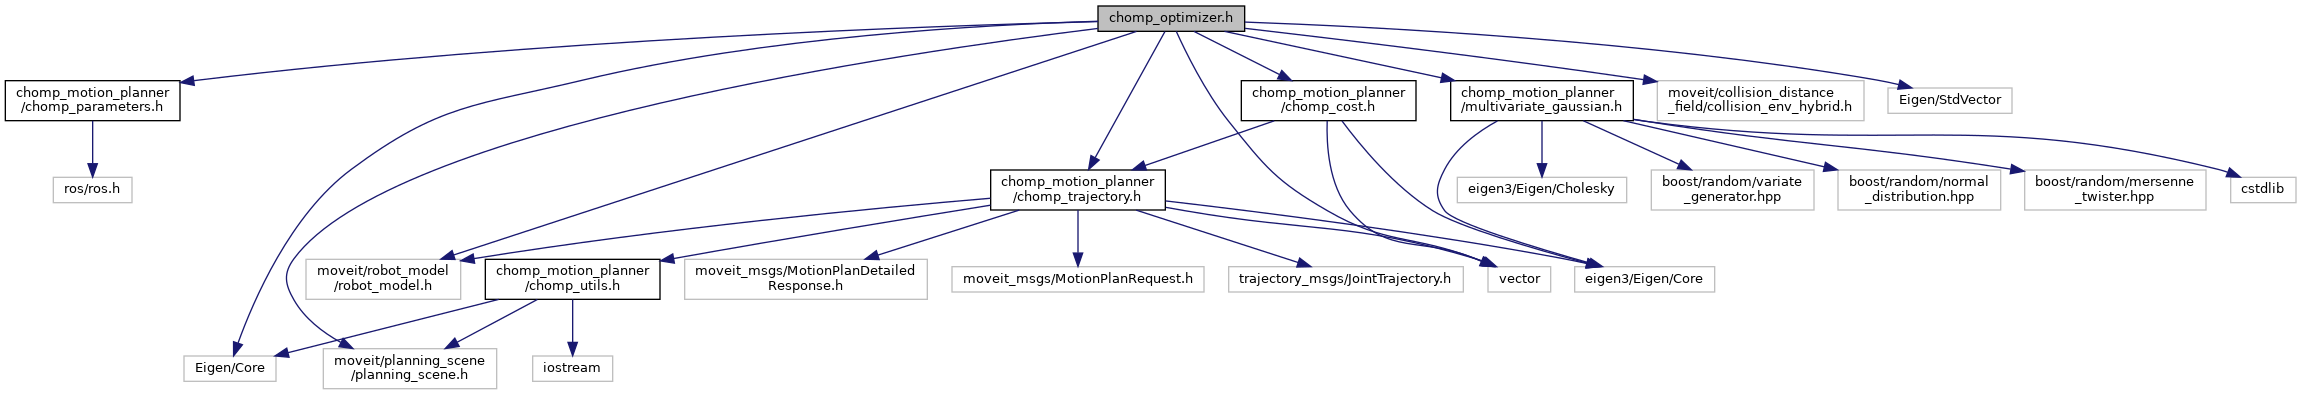 chomp_optimizer.h
chomp_motion_planner
/chomp_parameters.h
chomp_motion_planner
/chomp_cost.h
chomp_motion_planner
/multivariate_gaussian.h
moveit/collision_distance
_field/collision_env_hybrid.h
Eigen/StdVector
ros/ros.h
chomp_motion_planner
/chomp_trajectory.h
eigen3/Eigen/Cholesky
boost/random/variate
_generator.hpp
boost/random/normal
_distribution.hpp
boost/random/mersenne
_twister.hpp
cstdlib
moveit/robot_model
/robot_model.h
chomp_motion_planner
/chomp_utils.h
moveit_msgs/MotionPlanDetailed
Response.h
moveit_msgs/MotionPlanRequest.h
trajectory_msgs/JointTrajectory.h
vector
eigen3/Eigen/Core
Eigen/Core
moveit/planning_scene
/planning_scene.h
iostream